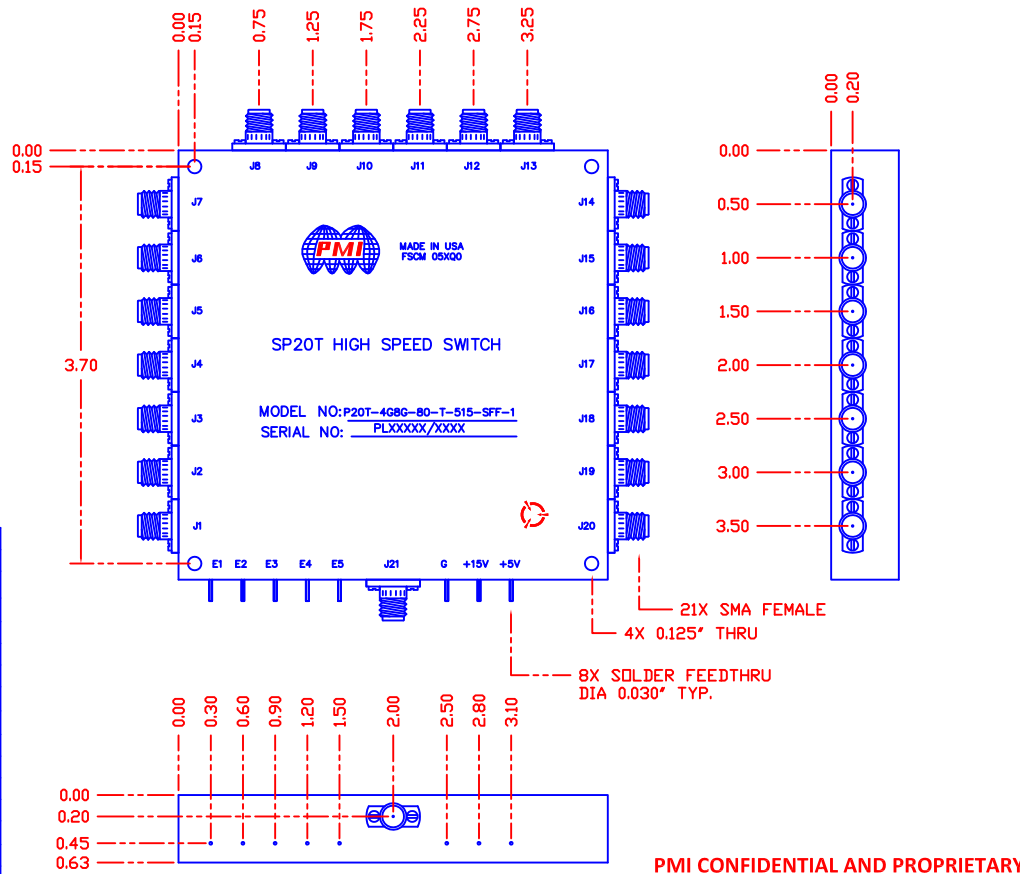 0.00
0.15
0.75
1.25
1.75
2.25
2.75
3.25
0.00
0.20
0.00
0.15
J8 J9 J10 J11 J12 J13
0.00
J7
J14
0.50
PMI
MADE IN USA
FSCM 05XQ0
J6
J15
1.00
J5
J16
1.50
SP20T HIGH SPEED SWITCH
3.70
J4
J17
2.00
MODEL NO: P20T-4G8G-80-T-515-SFF-1
SERIAL NO: PLXXXXX/XXXX
J3
J18
2.50
J2
J19
3.00
J1
J20
3.50
E1 E2 E3 E4 E5 J21 G +15V +5V
21X SMA FEMALE
4X 0.125" THRU
8X SOLDER FEEDTHRU
DIA 0.030" TYP.
0.00
0.30
0.60
0.90
1.20
1.50
2.00
2.50
2.80
3.10
0.00
0.20
0.45
0.63
PMI CONFIDENTIAL AND PROPRIETARY